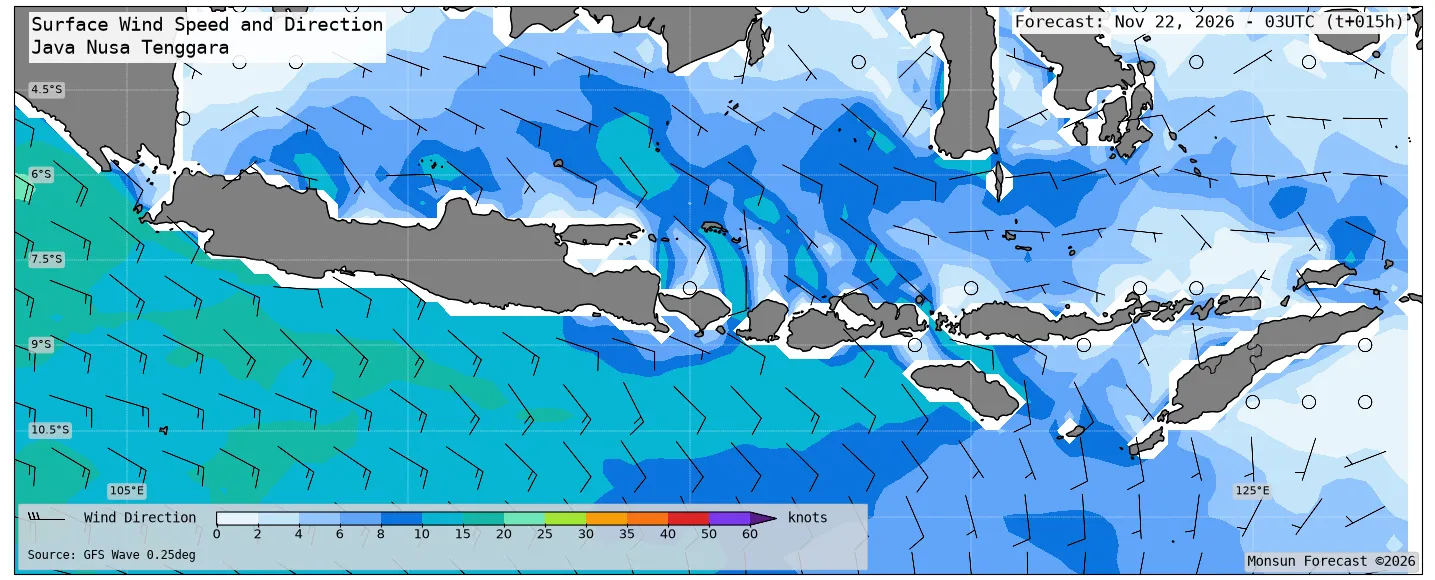 Surface Wind Speed and Direction
Java Nusa Tenggara
Forecast: Nov 22, 2026 - 03UTC (t+015h)
4.5°S
6°S
7.5°S
9°S
10.5°S
105°E
125°E
Wind Direction
0 2 4 6 8 10 15 20 25 30 35 40 50 60
knots
Source: GFS Wave 0.25deg
Monsun Forecast ©2026